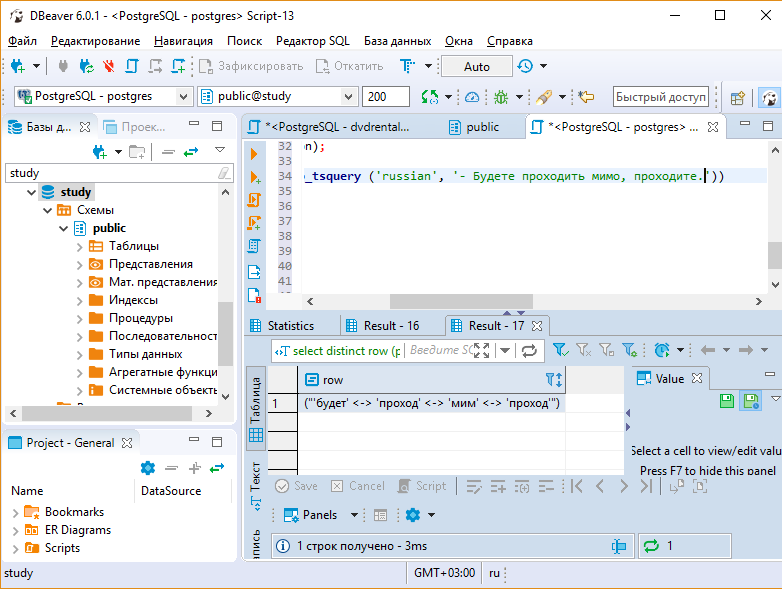 DBeaver 6.0.1 - <PostgreSQL - postgres> Script-13
Файл Редактирование Навигация Поиск Редактор SQL База данных Окна Справка
Зафиксировать Откатить T Auto
PostgreSQL - postgres public@study 200 Быстрый доступ
Базы д... Проек...
study
study
Схемы
public
Таблицы
Представления
Мат. представления
Индексы
Процедуры
Последовательност
Типы данных
Агрегатные функци
Системные объекты
Project - General
Name DataSource
Bookmarks
ER Diagrams
Scripts
*<PostgreSQL - dvdrental... public *<PostgreSQL - postgres> ...
32 on);
33
34 o_tsquery ('russian', '- Будете проходить мимо, проходите.'))
35
36
37
38
39
40
41
Statistics Result - 16 Result - 17
select distinct row (p Введите SQ
Таблица
Текст
апись
row
1 ("'будет' <-> 'проход' <-> 'мим' <-> 'проход'")
Value
Select a cell to view/edit valu
Press F7 to hide this panel
Save Cancel Script
Panels
1 строк получено - 3ms 1
study GMT+03:00 ru